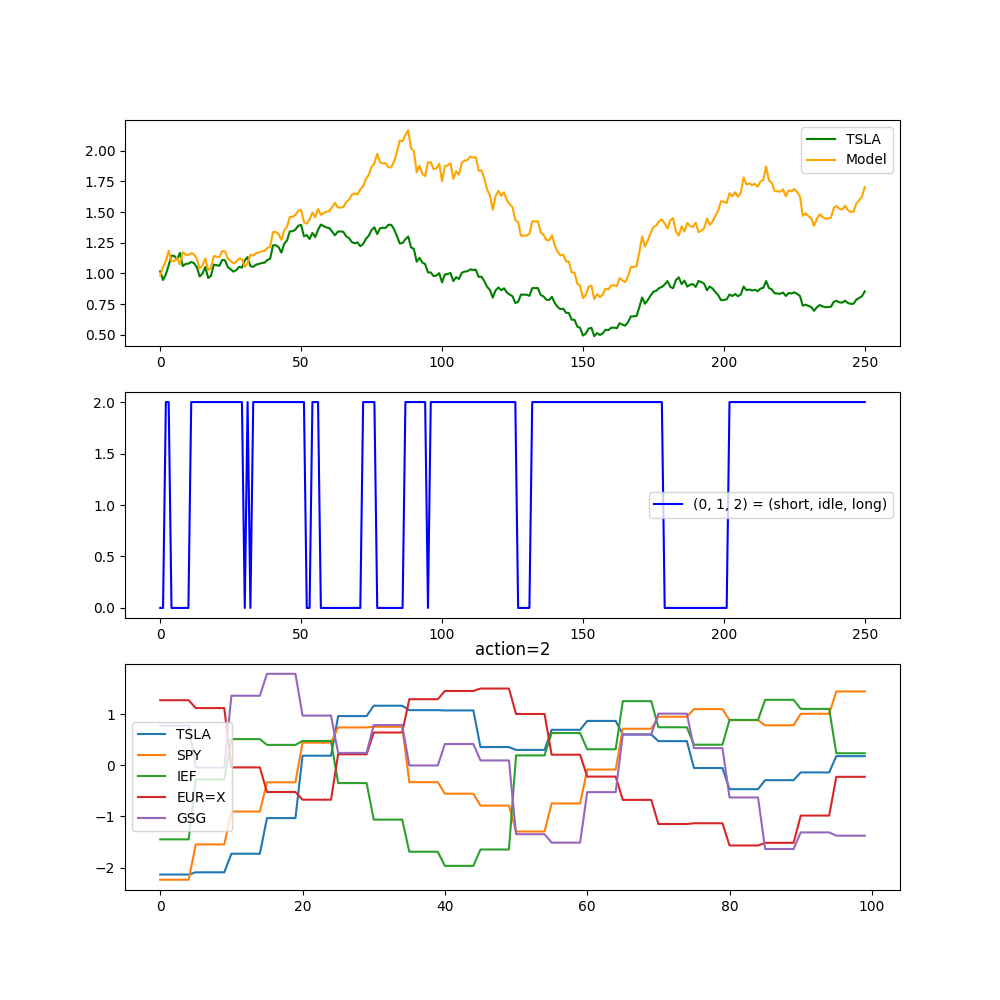 2.00
1.75
1.50
1.25
1.00
0.75
0.50
TSLA
Model
0 50 100 150 200 250
2.0
1.5
1.0
0.5
0.0
(0, 1, 2) = (short, idle, long)
0 50 100 150 200 250
action=2
1
0
−1
−2
TSLA
SPY
IEF
EUR=X
GSG
0 20 40 60 80 100